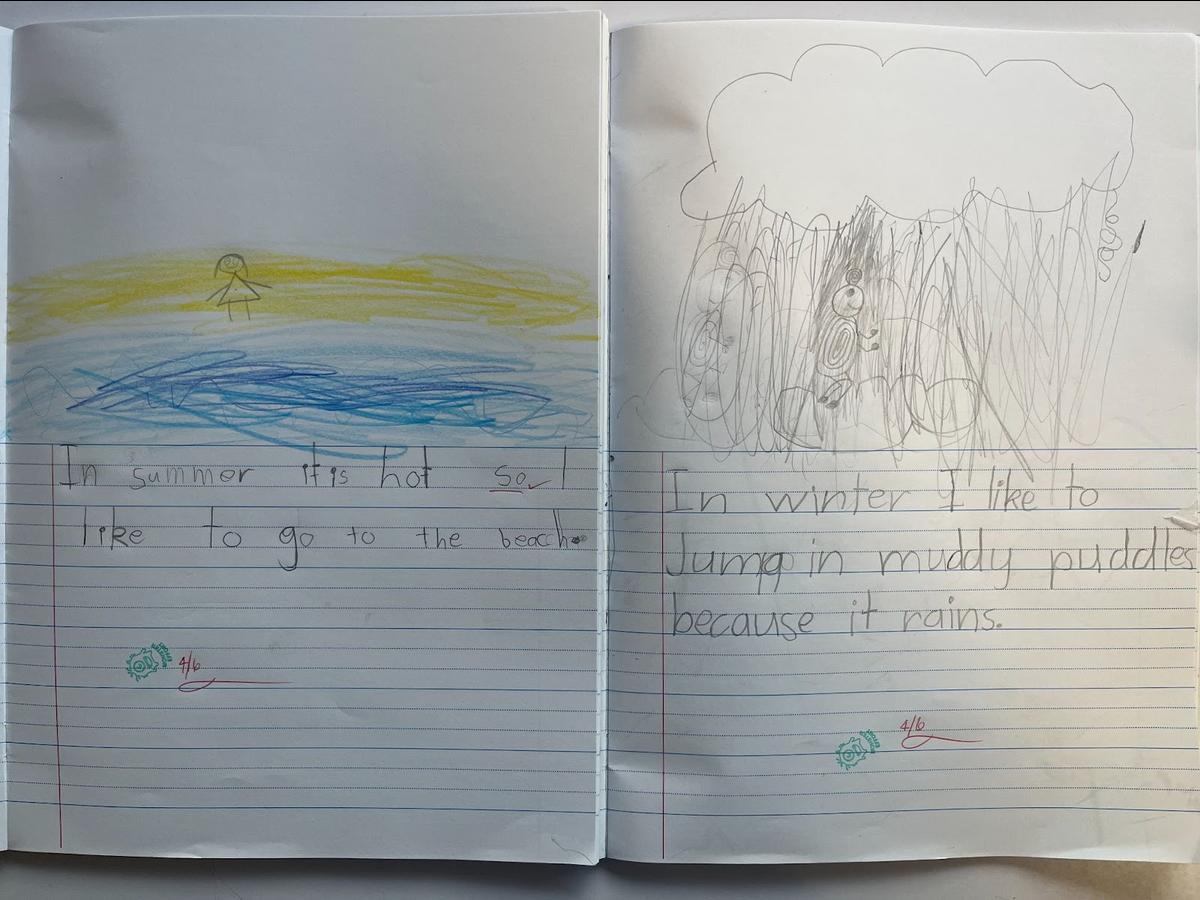 In summer it is hot so I
like to go to the beach.
4/6
In winter I like to
Jump in muddy puddles
because it rains.
4/6